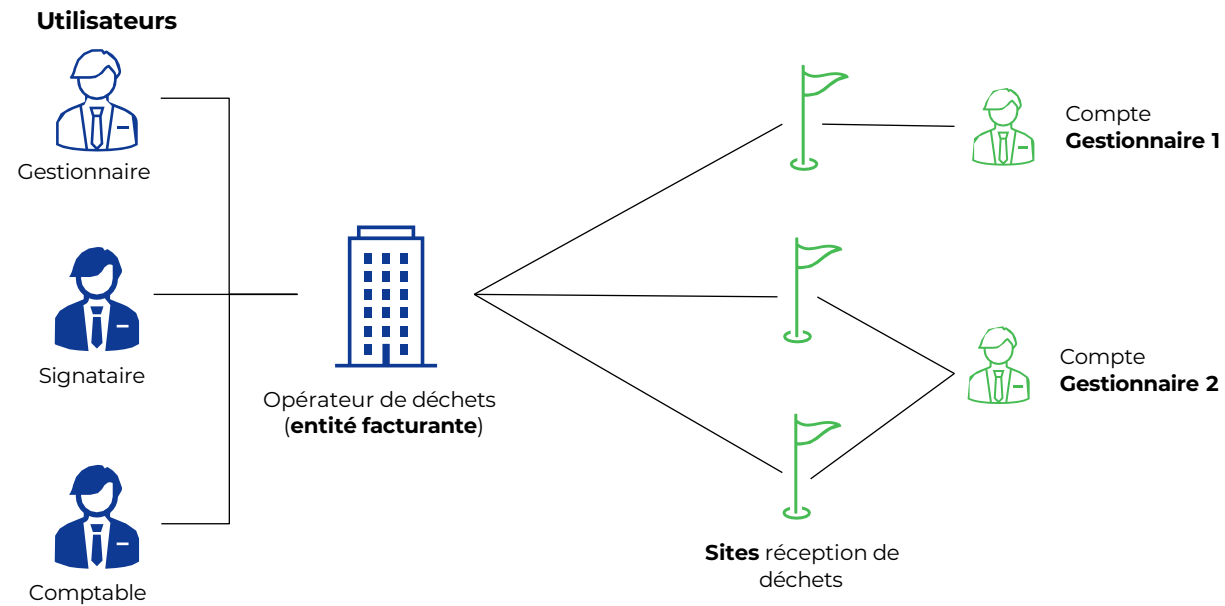 Utilisateurs
Gestionnaire
Signataire
Comptable
Opérateur de déchets
(entité facturante)
Sites réception de
déchets
Compte
Gestionnaire 1
Compte
Gestionnaire 2